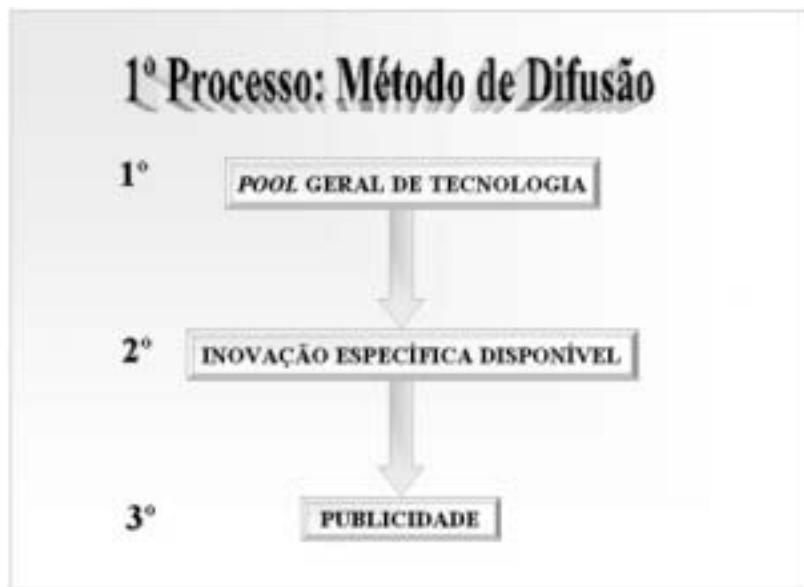 1º Processo: Método de Difusão
1º POOL GERAL DE TECNOLOGIA
2º INOVAÇÃO ESPECÍFICA DISPONÍVEL
3º PUBLICIDADE